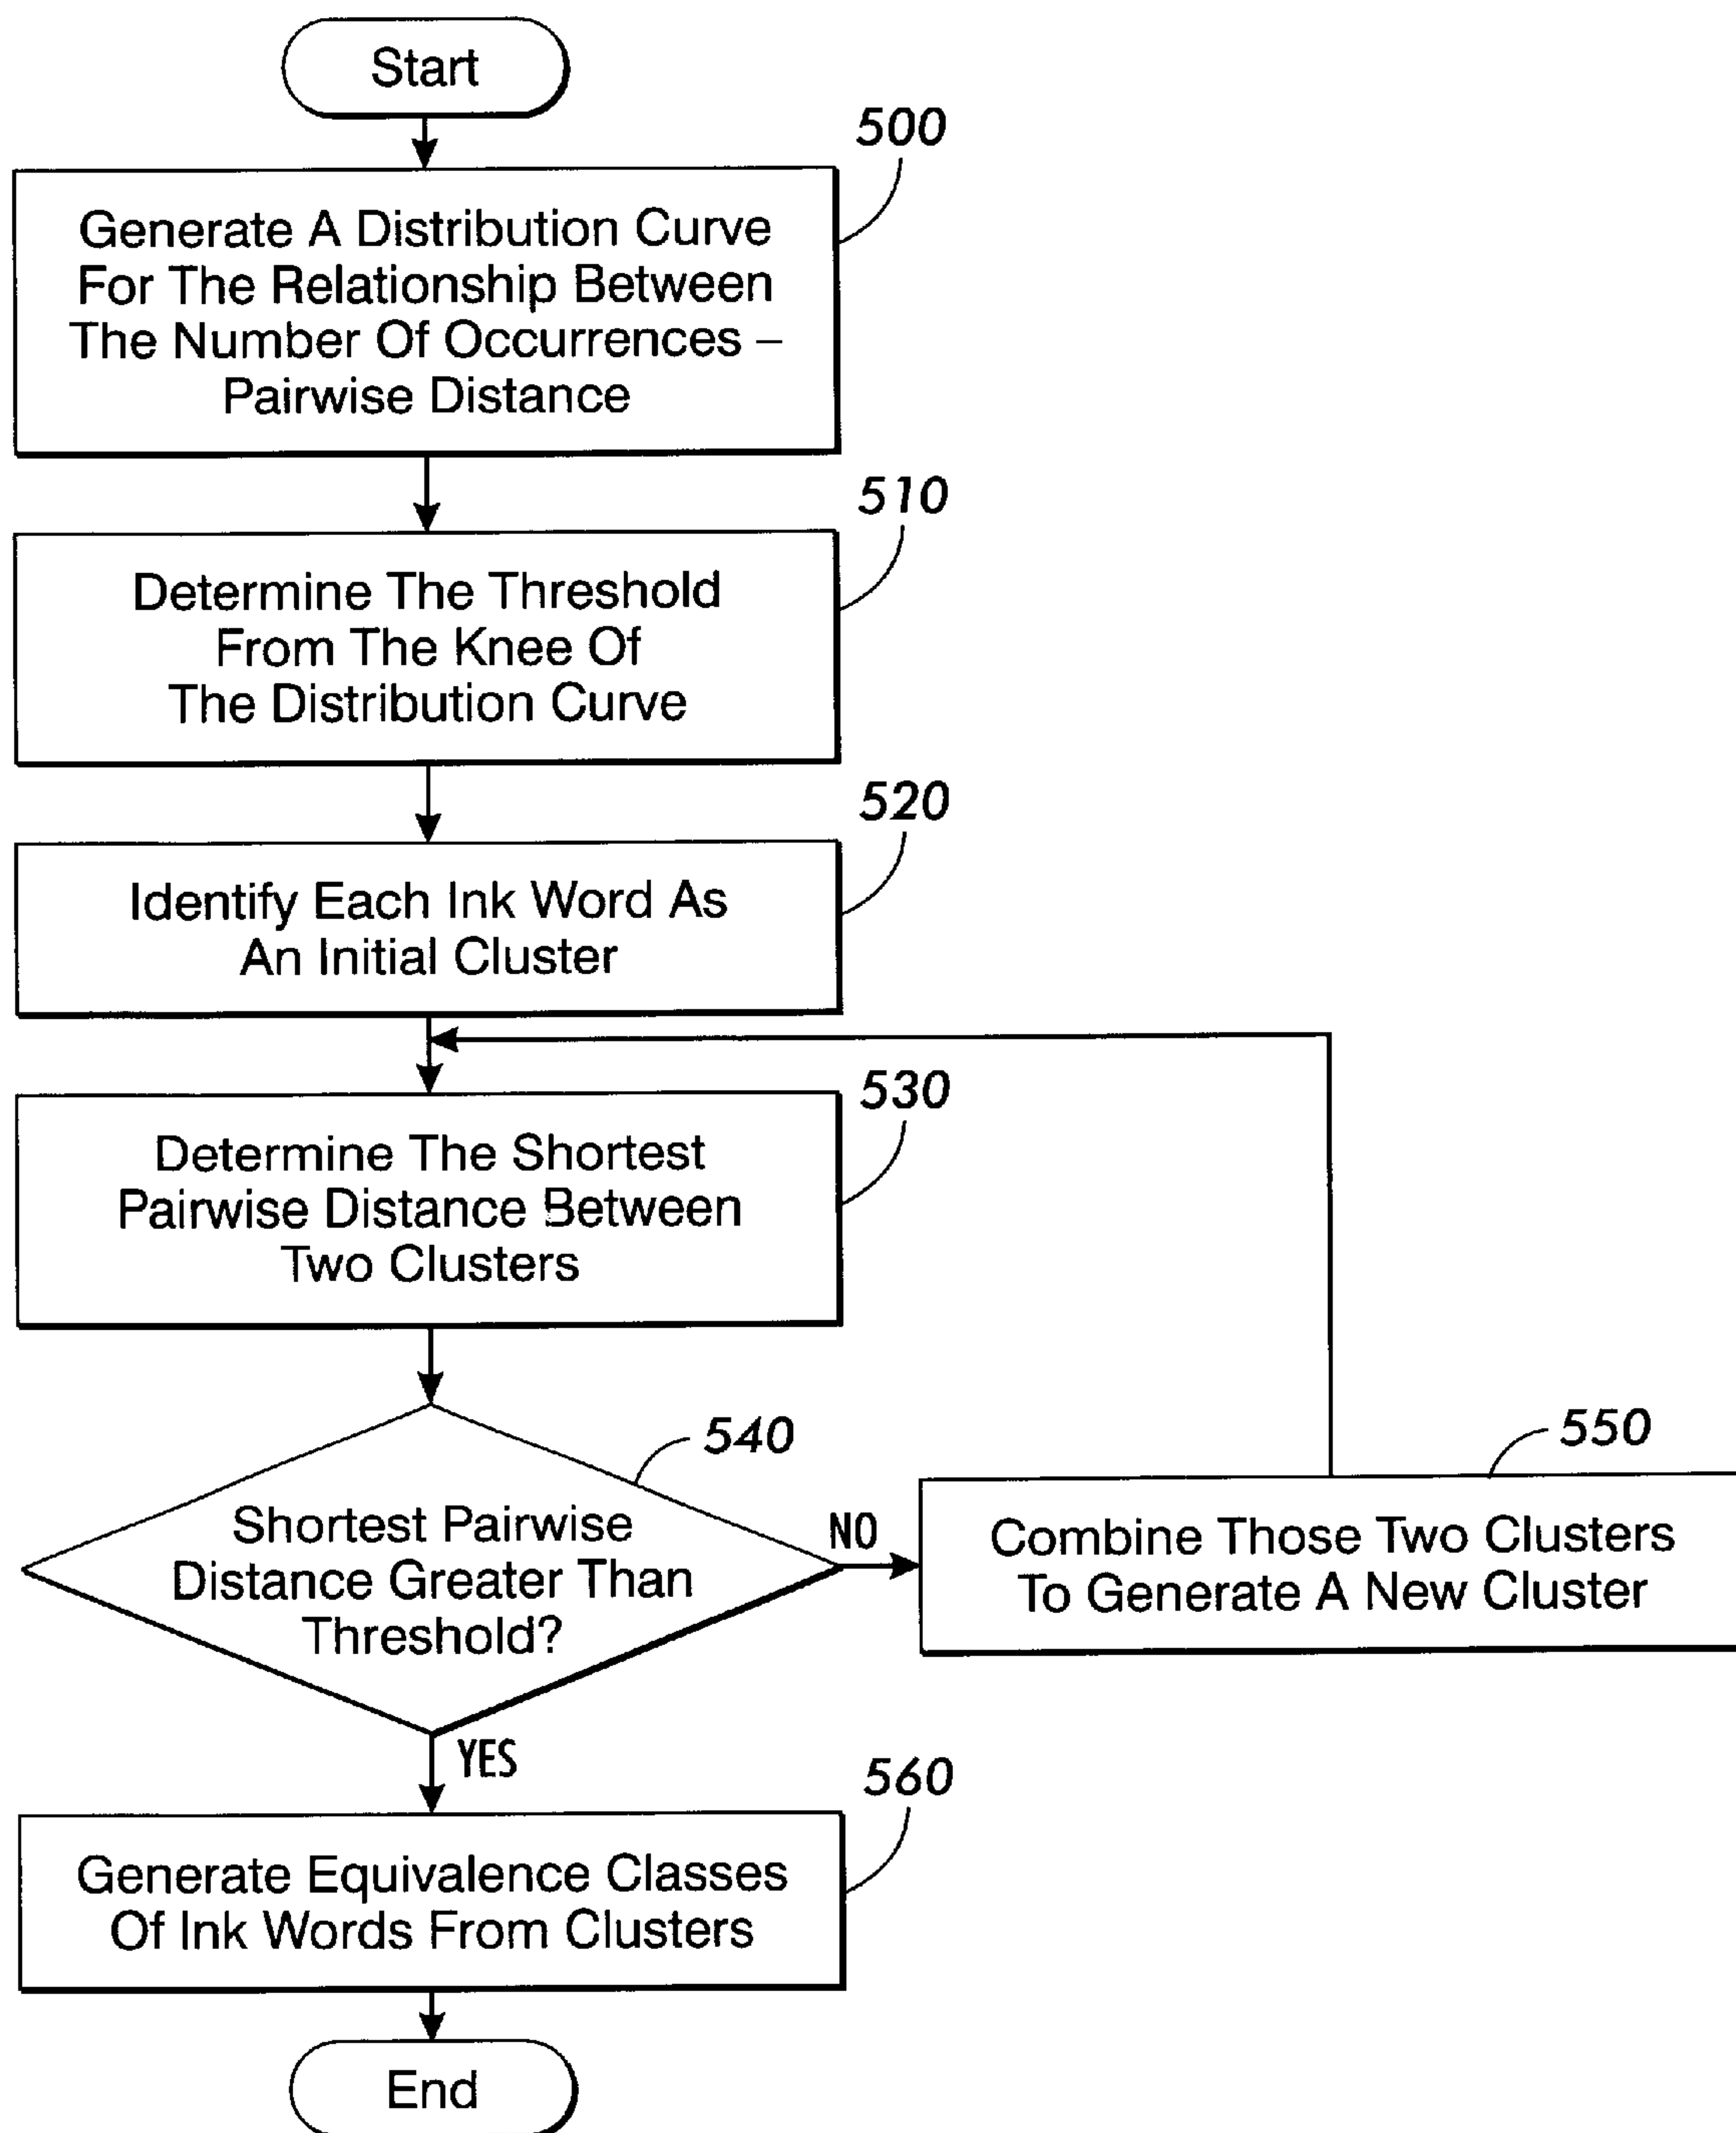 Start
500
Generate A Distribution Curve
For The Relationship Between
The Number Of Occurrences –
Pairwise Distance
510
Determine The Threshold
From The Knee Of
The Distribution Curve
520
Identify Each Ink Word As
An Initial Cluster
530
Determine The Shortest
Pairwise Distance Between
Two Clusters
540
Shortest Pairwise
Distance Greater Than
Threshold?
NO
550
Combine Those Two Clusters
To Generate A New Cluster
YES
560
Generate Equivalence Classes
Of Ink Words From Clusters
End